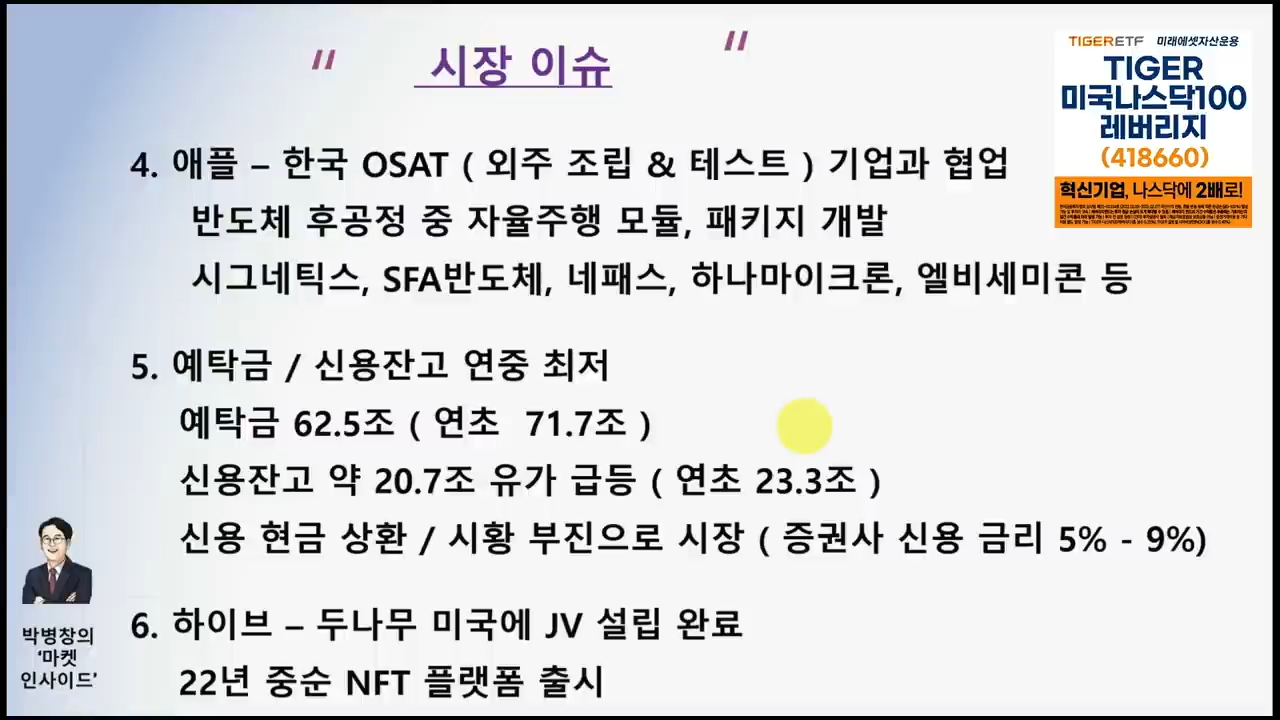 " 시장 이슈 "
4. 애플 – 한국 OSAT ( 외주 조립 & 테스트 ) 기업과 협업
반도체 후공정 중 자율주행 모듈, 패키지 개발
시그네틱스, SFA반도체, 네패스, 하나마이크론, 엘비세미콘 등
5. 예탁금 / 신용잔고 연중 최저
예탁금 62.5조 ( 연초 71.7조 )
신용잔고 약 20.7조 유가 급등 ( 연초 23.3조 )
신용 현금 상환 / 시황 부진으로 시장 ( 증권사 신용 금리 5% - 9%)
6. 하이브 – 두나무 미국에 JV 설립 완료
22년 중순 NFT 플랫폼 출시
TIGER ETF 미래에셋자산운용
TIGER
미국나스닥100
레버리지
(418660)
혁신기업, 나스닥에 2배로!
박병창의
'마켓
인사이드'